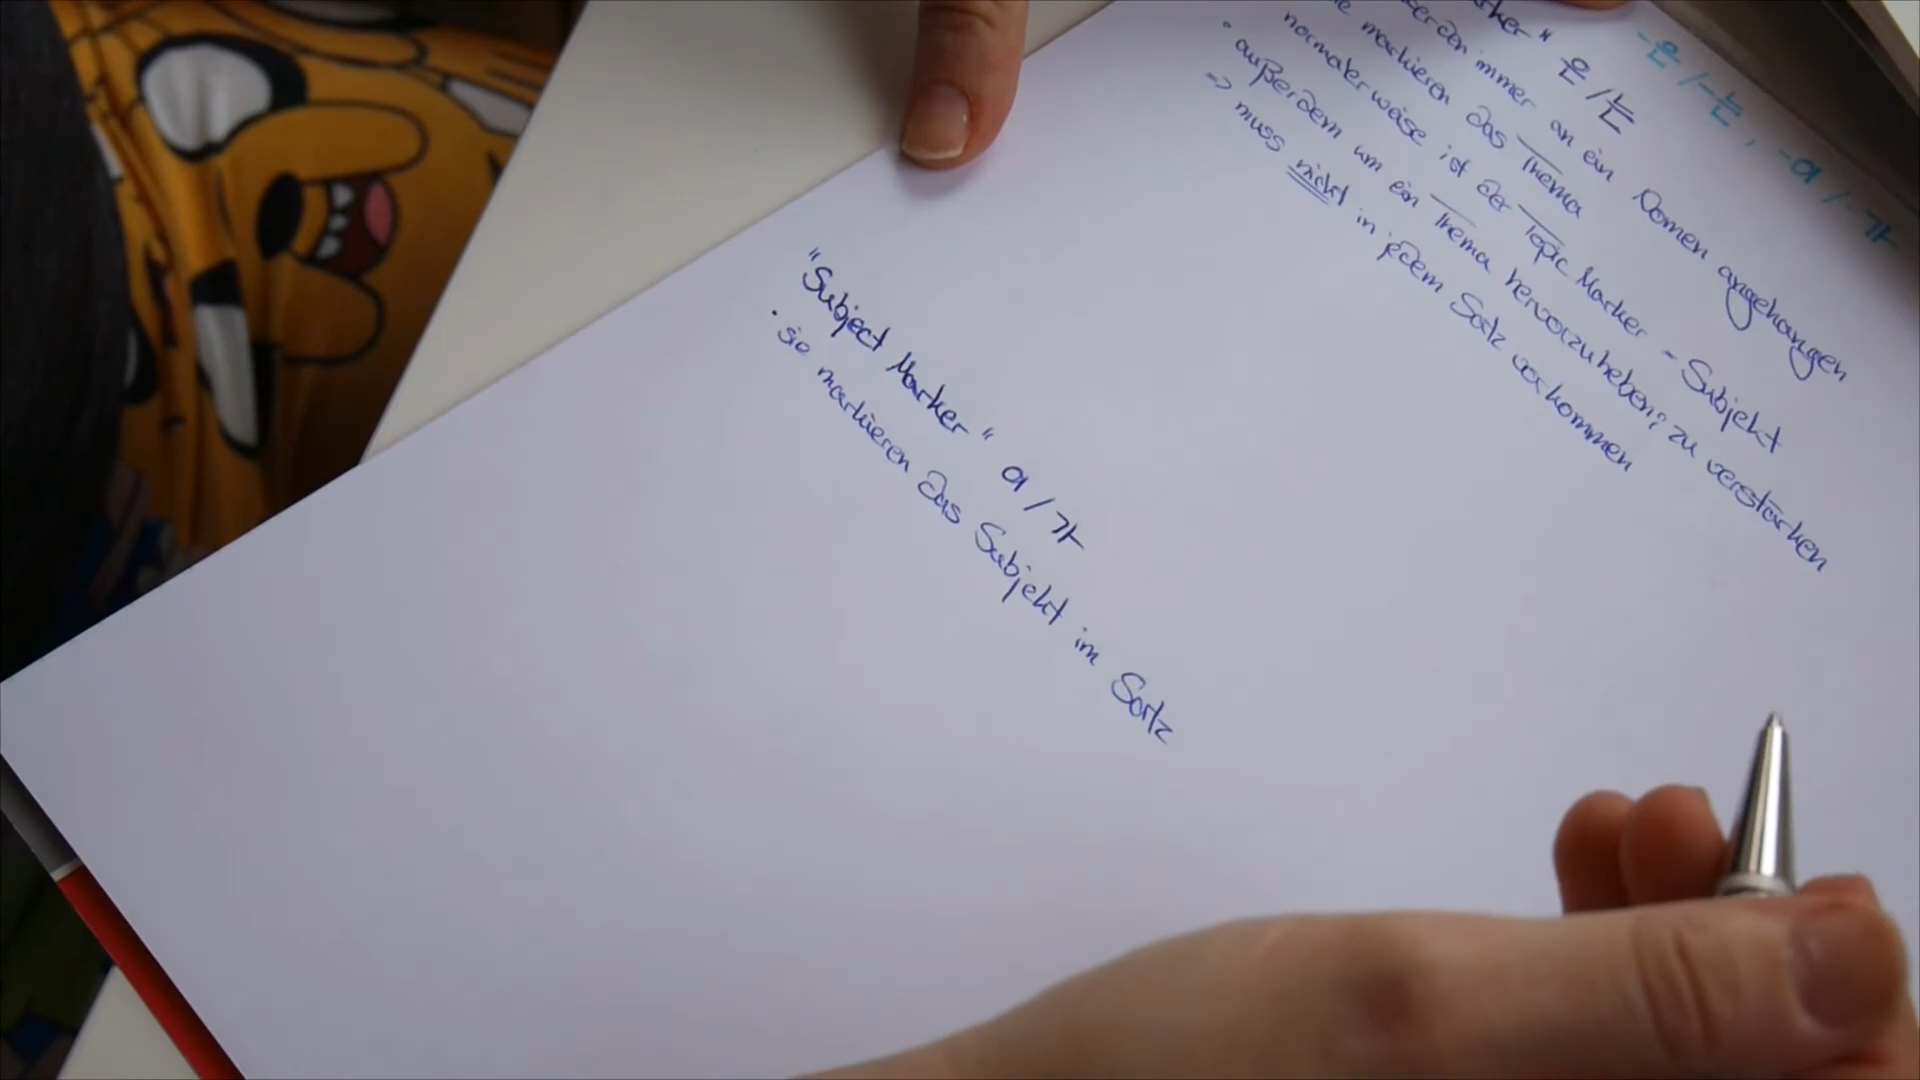 -은/-는, -이/-가
rker" 은/는
werden immer an ein Nomen angehangen
markieren das Thema
normalerweise ist der Topic Marker - Subjekt
• außerdem um ein Thema hervorzuheben; zu verstärken
=> muss nicht in jedem Satz vorkommen
"Subject Marker" 이/가
• sie markieren das Subjekt im Satz